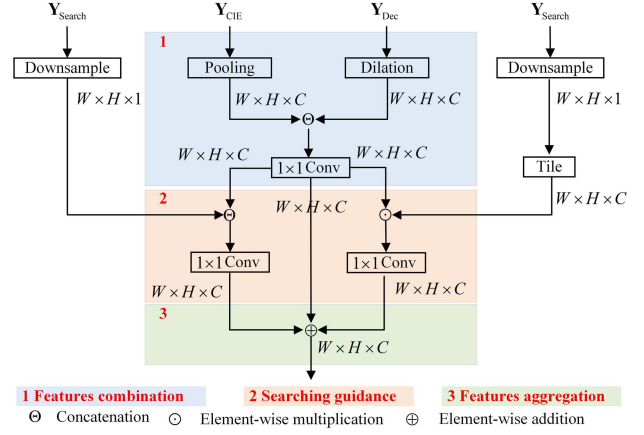 Y_Search Y_CIE Y_Dec Y_Search
1
Downsample Pooling Dilation Downsample
W × H × 1 W × H × C W × H × C W × H × 1
Θ
W × H × C W × H × C
1×1 Conv Tile
2 W × H × C W × H × C
Θ ⊙
1×1 Conv 1×1 Conv
W × H × C W × H × C
3
⊕
W × H × C
1 Features combination 2 Searching guidance 3 Features aggregation
Θ Concatenation ⊙ Element-wise multiplication ⊕ Element-wise addition